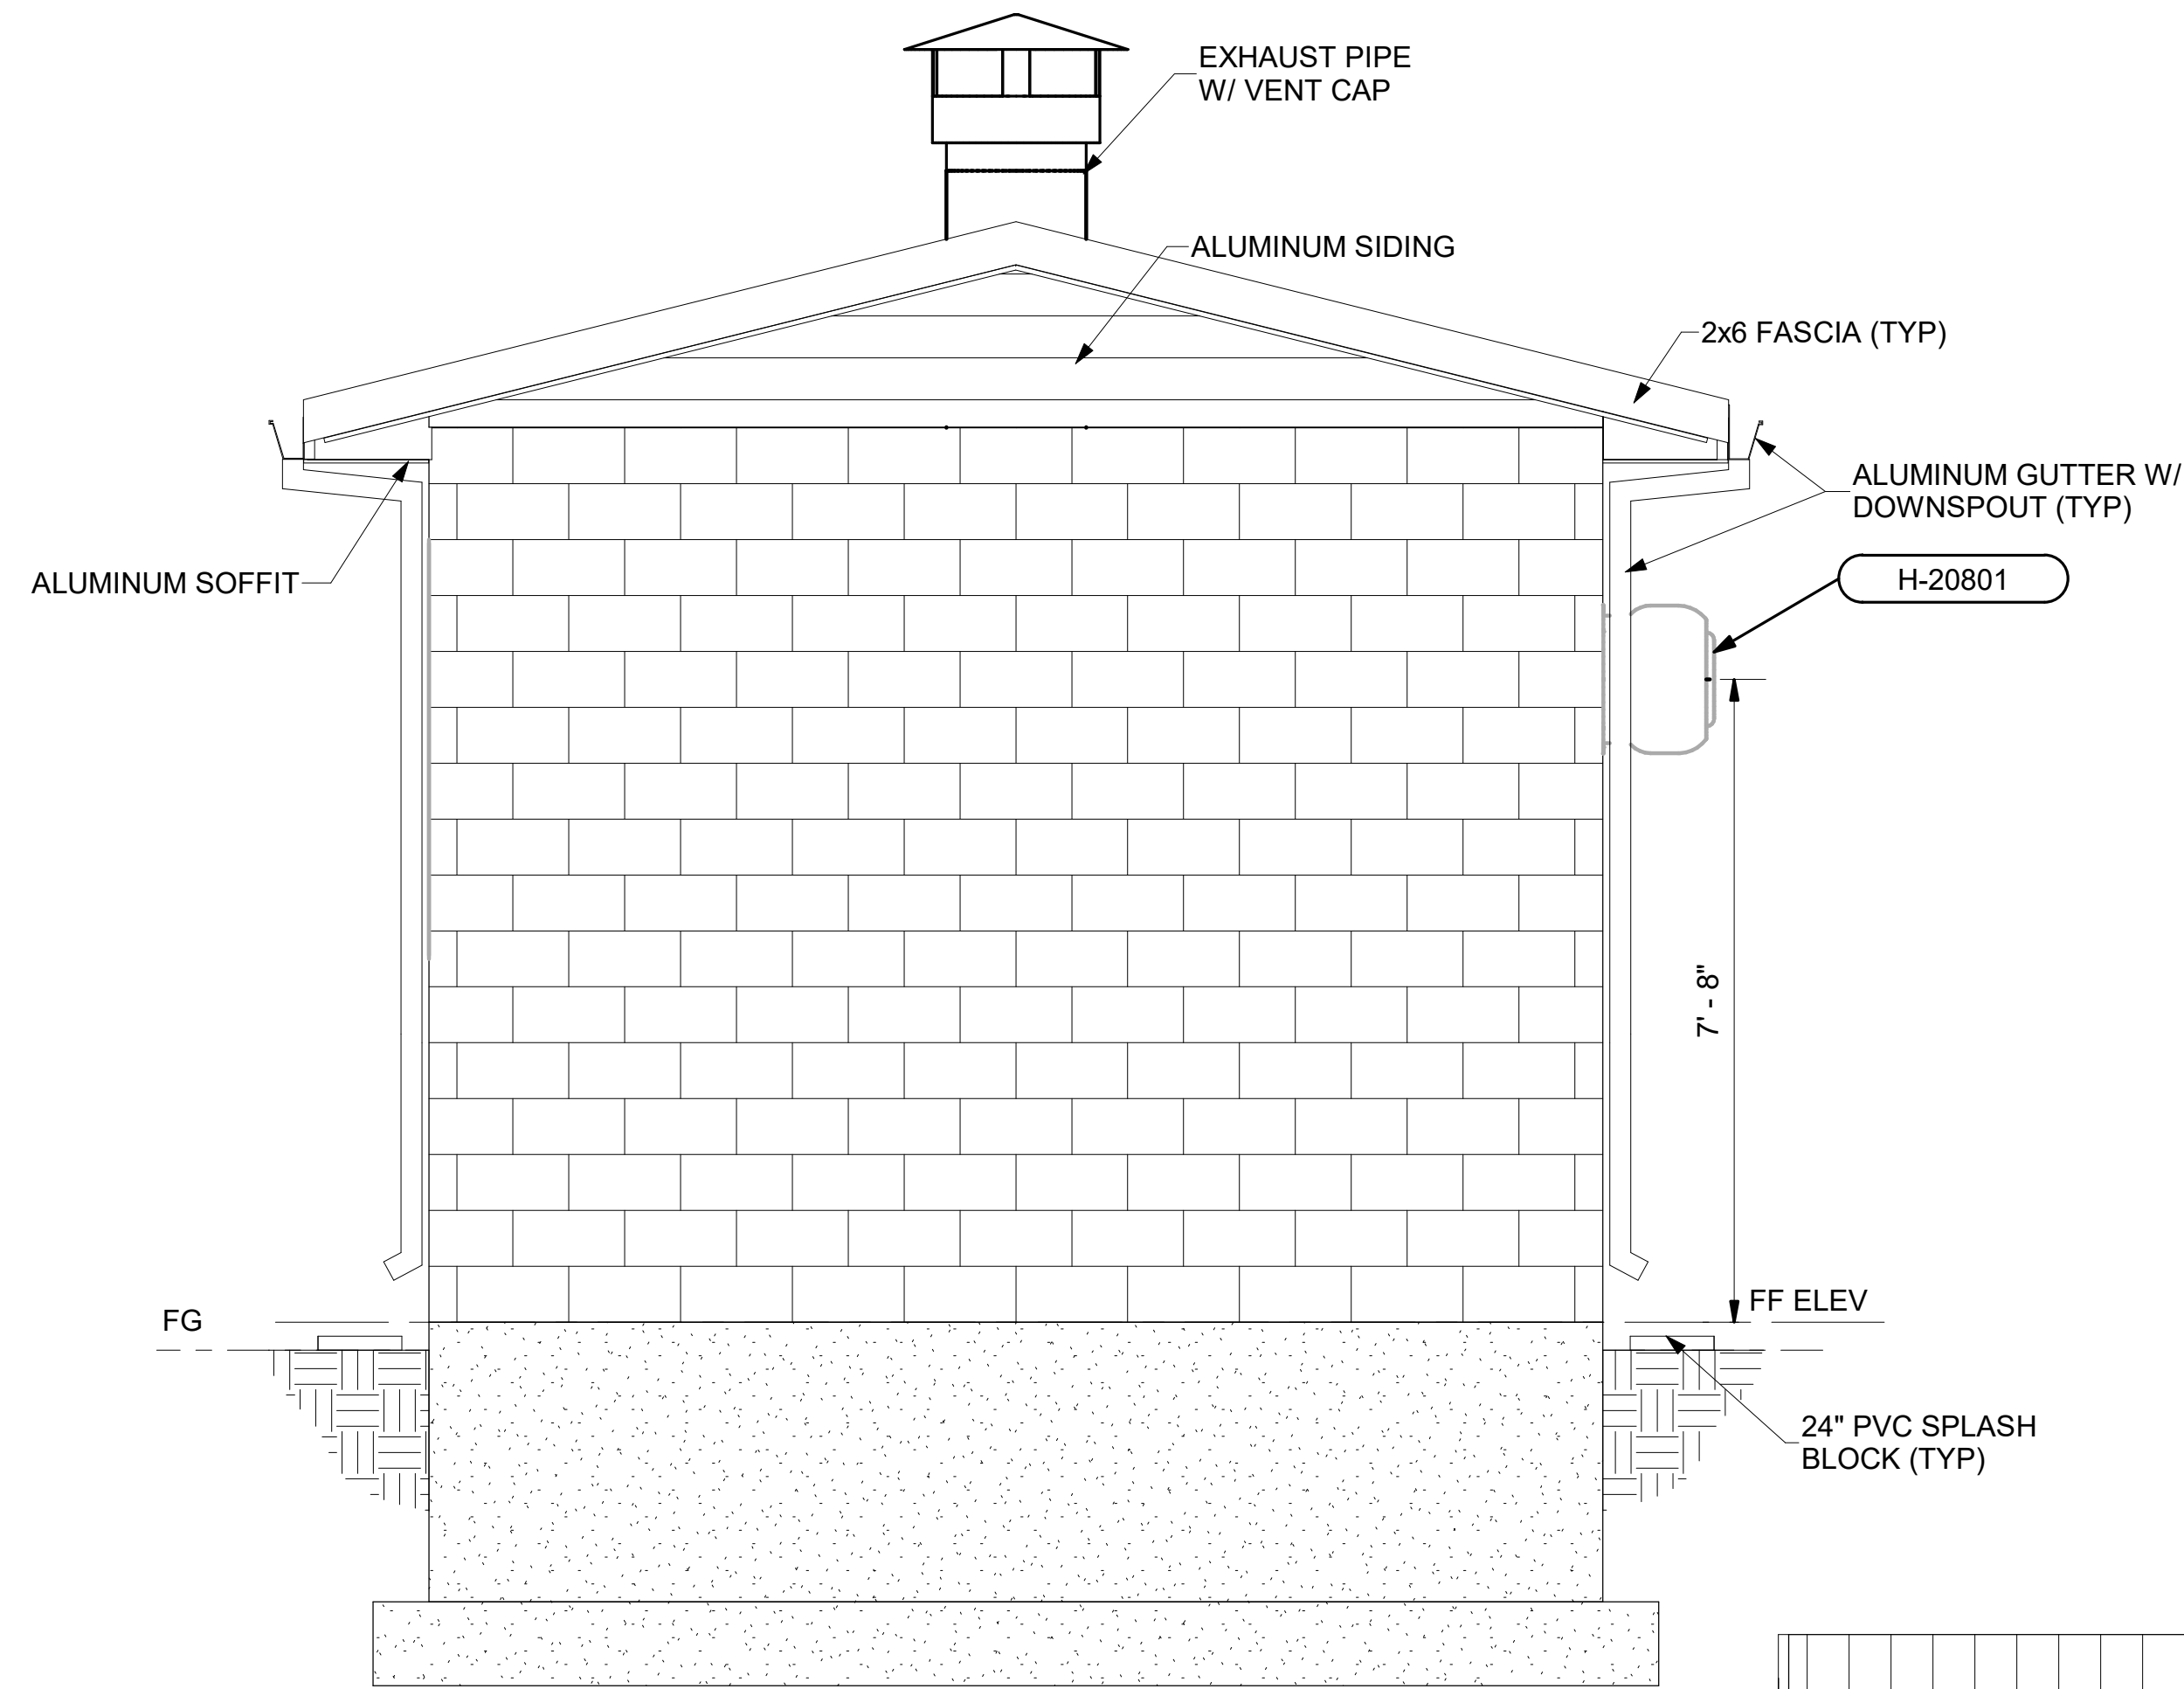 EXHAUST PIPE
W/ VENT CAP
ALUMINUM SIDING
2x6 FASCIA (TYP)
ALUMINUM GUTTER W/
DOWNSPOUT (TYP)
H-20801
ALUMINUM SOFFIT
7' - 8"
FF ELEV
FG
24" PVC SPLASH
BLOCK (TYP)